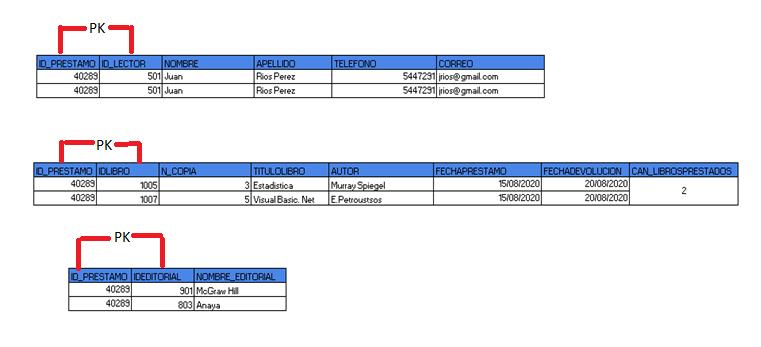 PK
ID_PRESTAMO ID_LECTOR NOMBRE APELLIDO TELEFONO CORREO
40289 501 Juan Rios Perez 5447291 jrios@gmail.com
40289 501 Juan Rios Perez 5447291 jrios@gmail.com
PK
ID_PRESTAMO IDLIBRO N_COPIA TITULOLIBRO AUTOR FECHAPRESTAMO FECHADEVOLUCION CAN_LIBROSPRESTADOS
40289 1005 3 Estadistica Murray Spiegel 15/08/2020 20/08/2020 2
40289 1007 5 Visual Basic. Net E.Petroustsos 15/08/2020 20/08/2020
PK
ID_PRESTAMO IDEDITORIAL NOMBRE_EDITORIAL
40289 901 McGraw Hill
40289 803 Anaya